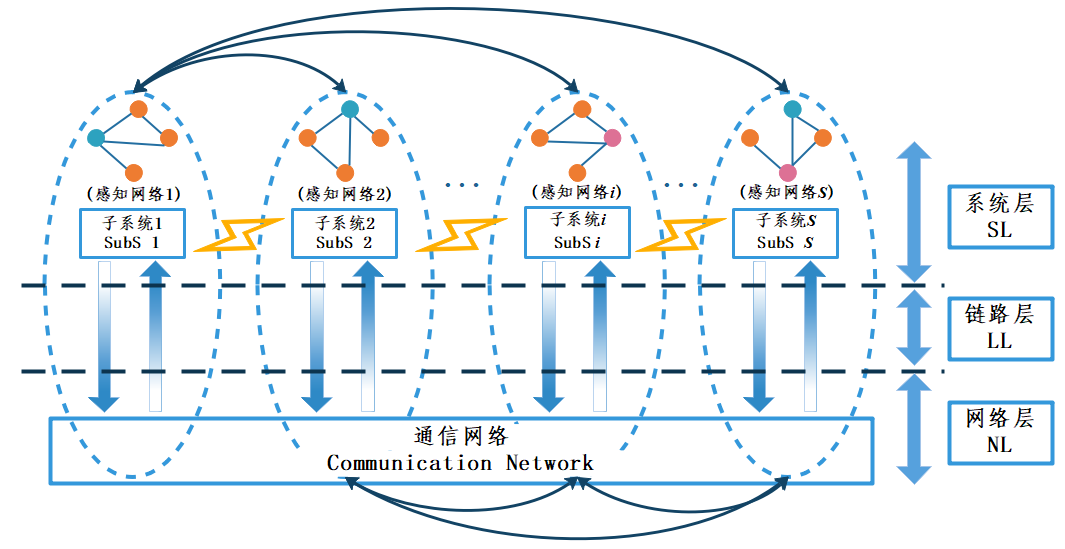 (感知网络1)
(感知网络2)
(感知网络i)
(感知网络S)
...
...
子系统1
SubS 1
子系统2
SubS 2
子系统i
SubS i
子系统S
SubS S
系统层
SL
链路层
LL
网络层
NL
通信网络
Communication Network